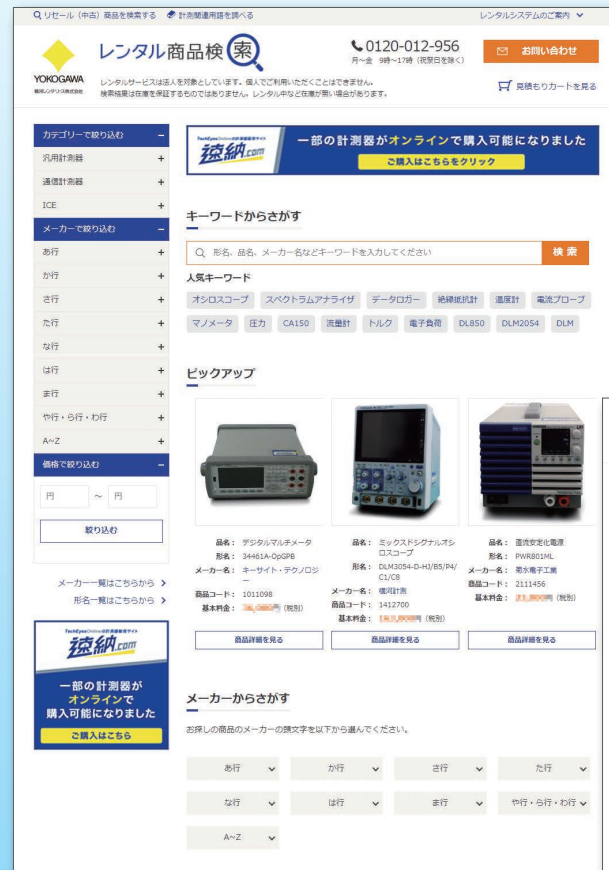 リセール（中古）商品を検索する 計測関連用語を調べる レンタルシステムのご案内
YOKOGAWA
横河レンタ・リース株式会社
レンタル商品検索
0120-012-956
月～金 9時～17時（祝祭日を除く）
お問い合わせ
レンタルサービスは法人を対象としています。個人でご利用いただくことはできません。
検索結果は在庫を保証するものではありません。レンタル中など在庫が無い場合があります。
見積もりカートを見る
カテゴリーで絞り込む −
汎用計測器 +
通信計測器 +
ICE +
メーカーで絞り込む −
あ行 +
か行 +
さ行 +
た行 +
な行 +
は行 +
ま行 +
や行・ら行・わ行 +
A~Z +
価格で絞り込む −
円 ～ 円
絞り込む
メーカー一覧はこちらから
形名一覧はこちらから
速納.com
一部の計測器が
オンラインで
購入可能になりました
ご購入はこちら
速納.com
一部の計測器がオンラインで購入可能になりました
ご購入はこちらをクリック
キーワードからさがす
形名、品名、メーカー名などキーワードを入力してください 検索
人気キーワード
オシロスコープ スペクトラムアナライザ データロガー 絶縁抵抗計 温度計 電流プローブ
マノメータ 圧力 CA150 流量計 トルク 電子負荷 DL850 DLM2054 DLM
ピックアップ
品名： デジタルマルチメータ
形名： 34461A-OpGPB
メーカー名： キーサイト・テクノロジ
ー
商品コード： 1011098
基本料金： （税別）
商品詳細を見る
品名： ミックスドシグナルオシ
ロスコープ
形名： DLM3054-D-HJ/B5/P4/
C1/C8
メーカー名： 横河計測
商品コード： 1412700
基本料金： 円（税別）
商品詳細を見る
品名： 直流安定化電源
形名： PWR801ML
メーカー名： 菊水電子工業
商品コード： 2111456
基本料金： 円（税別）
商品詳細を見る
メーカーからさがす
お探しの商品のメーカーの頭文字を以下から選んでください。
あ行 か行 さ行 た行
な行 は行 ま行 や行・ら行・わ行
A~Z